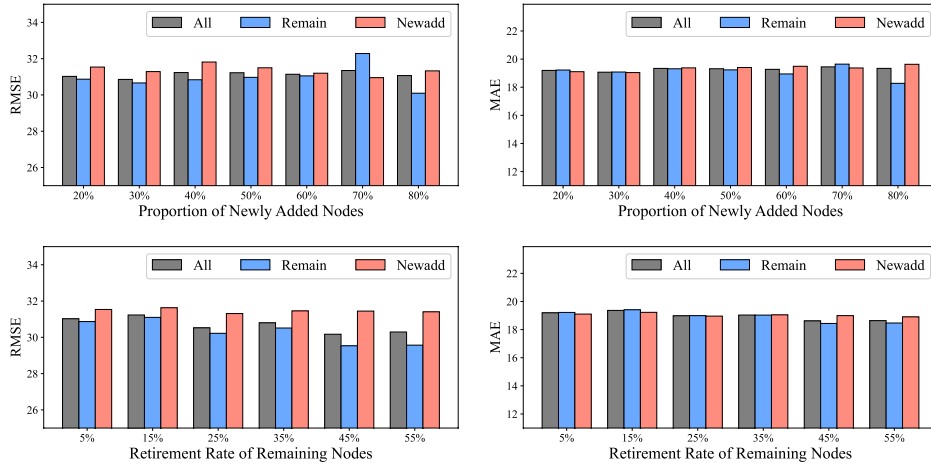 All Remain Newadd
RMSE
34
32
30
28
26
20% 30% 40% 50% 60% 70% 80%
Proportion of Newly Added Nodes
All Remain Newadd
MAE
22
20
18
16
14
12
20% 30% 40% 50% 60% 70% 80%
Proportion of Newly Added Nodes
All Remain Newadd
RMSE
34
32
30
28
26
5% 15% 25% 35% 45% 55%
Retirement Rate of Remaining Nodes
All Remain Newadd
MAE
22
20
18
16
14
12
5% 15% 25% 35% 45% 55%
Retirement Rate of Remaining Nodes